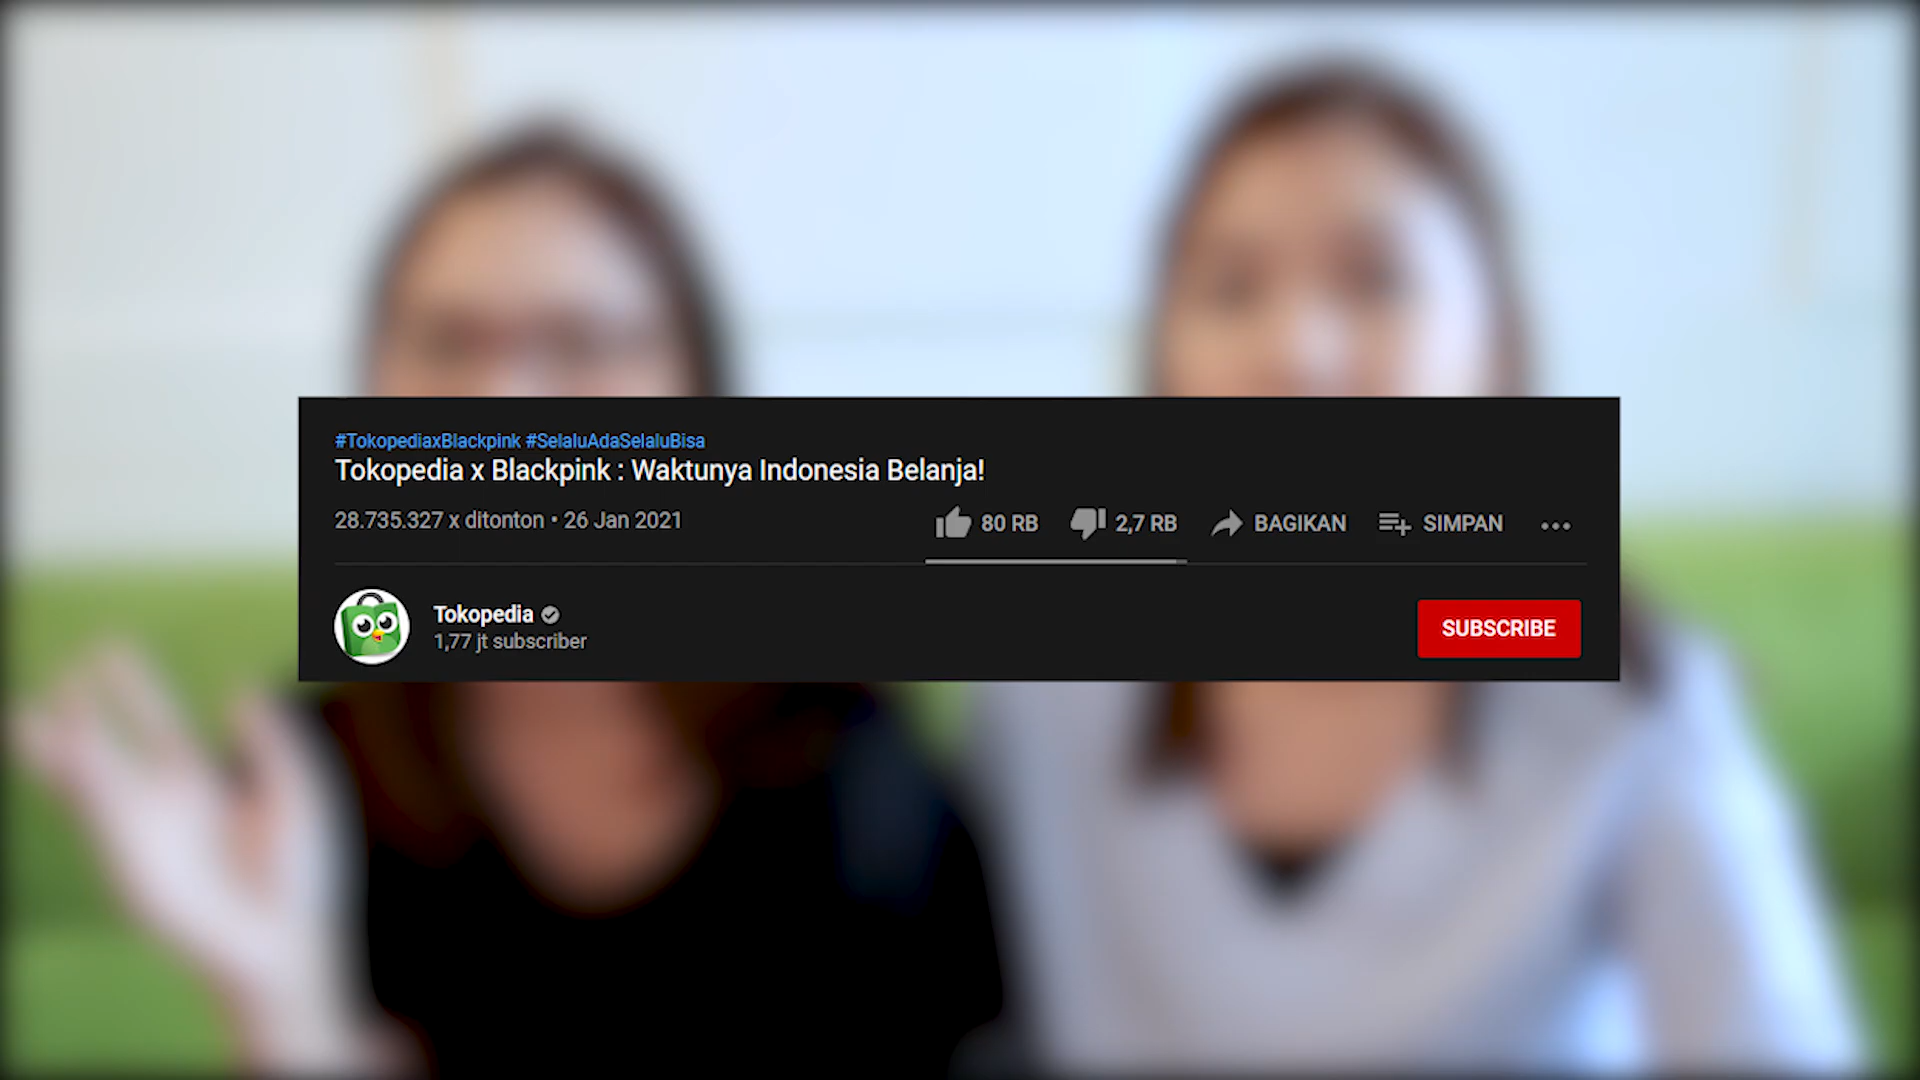 #TokopediaxBlackpink #SelaluAdaSelaluBisa
Tokopedia x Blackpink : Waktunya Indonesia Belanja!
28.735.327 x ditonton • 26 Jan 2021
80 RB 2,7 RB BAGIKAN SIMPAN
Tokopedia
1,77 jt subscriber
SUBSCRIBE